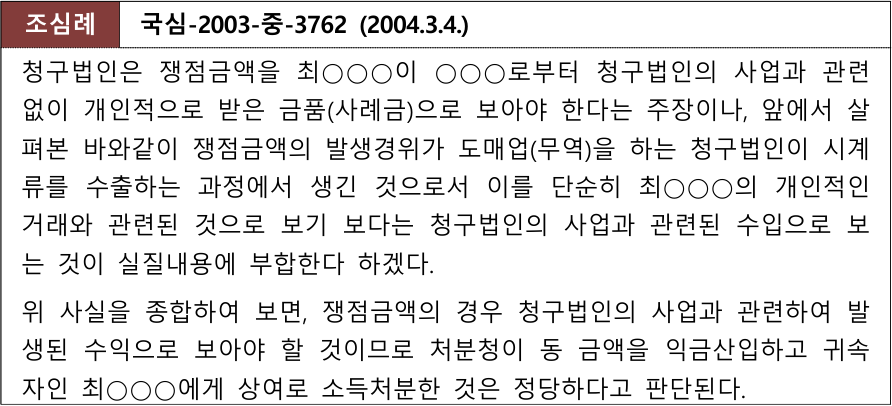 조심례 국심-2003-중-3762 (2004.3.4.)
청구법인은 쟁점금액을 최○○○이 ○○○로부터 청구법인의 사업과 관련
없이 개인적으로 받은 금품(사례금)으로 보아야 한다는 주장이나, 앞에서 살
펴본 바와같이 쟁점금액의 발생경위가 도매업(무역)을 하는 청구법인이 시계
류를 수출하는 과정에서 생긴 것으로서 이를 단순히 최○○○의 개인적인
거래와 관련된 것으로 보기 보다는 청구법인의 사업과 관련된 수입으로 보
는 것이 실질내용에 부합한다 하겠다.
위 사실을 종합하여 보면, 쟁점금액의 경우 청구법인의 사업과 관련하여 발
생된 수익으로 보아야 할 것이므로 처분청이 동 금액을 익금산입하고 귀속
자인 최○○○에게 상여로 소득처분한 것은 정당하다고 판단된다.